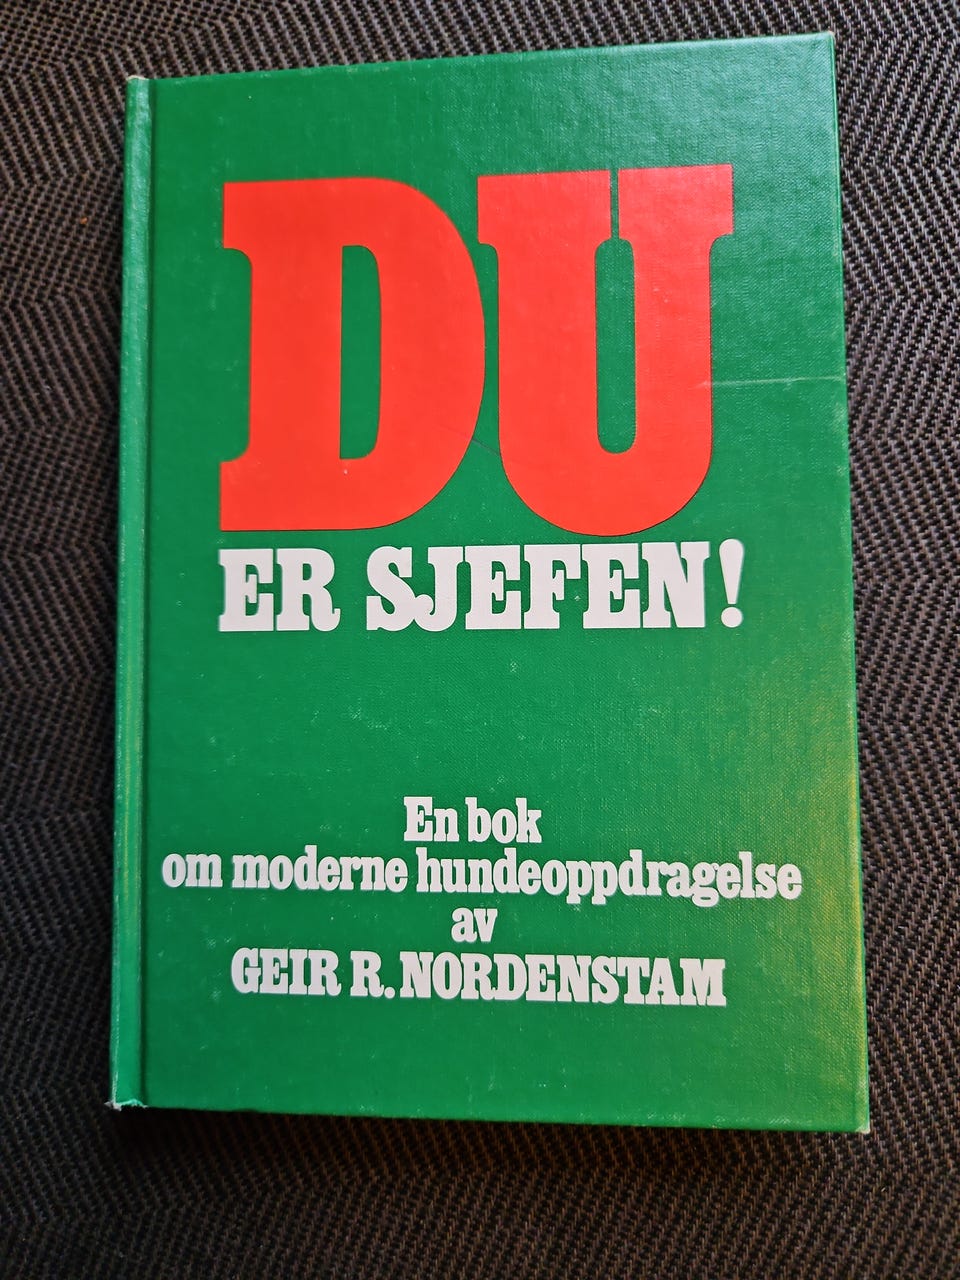 DU
ER SJEFEN!
En bok
om moderne hundeoppdragelse
av
GEIR R. NORDENSTAM